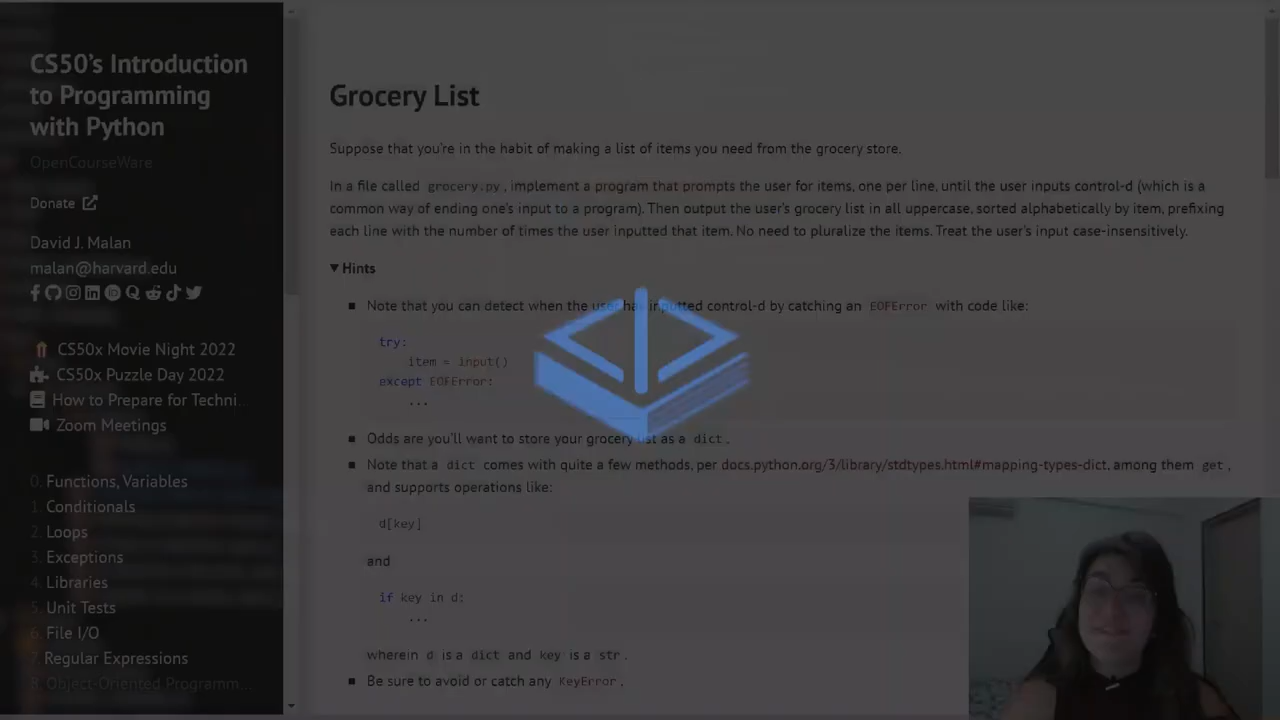 CS50's Introduction
to Programming
with Python
OpenCourseWare
Donate
David J. Malan
malan@harvard.edu
CS50x Movie Night 2022
CS50x Puzzle Day 2022
How to Prepare for Techni...
Zoom Meetings
0. Functions, Variables
1. Conditionals
2. Loops
3. Exceptions
4. Libraries
5. Unit Tests
6. File I/O
7. Regular Expressions
8. Object-Oriented Programm...
Grocery List
Suppose that you're in the habit of making a list of items you need from the grocery store.
In a file called grocery.py, implement a program that prompts the user for items, one per line, until the user inputs control-d (which is a
common way of ending one's input to a program). Then output the user's grocery list in all uppercase, sorted alphabetically by item, prefixing
each line with the number of times the user inputted that item. No need to pluralize the items. Treat the user's input case-insensitively.
▼ Hints
Note that you can detect when the user has inputted control-d by catching an EOFError with code like:
try:
item = input()
except EOFError:
...
Odds are you'll want to store your grocery list as a dict.
Note that a dict comes with quite a few methods, per docs.python.org/3/library/stdtypes.html#mapping-types-dict, among them get,
and supports operations like:
d[key]
and
if key in d:
...
wherein d is a dict and key is a str.
Be sure to avoid or catch any KeyError.